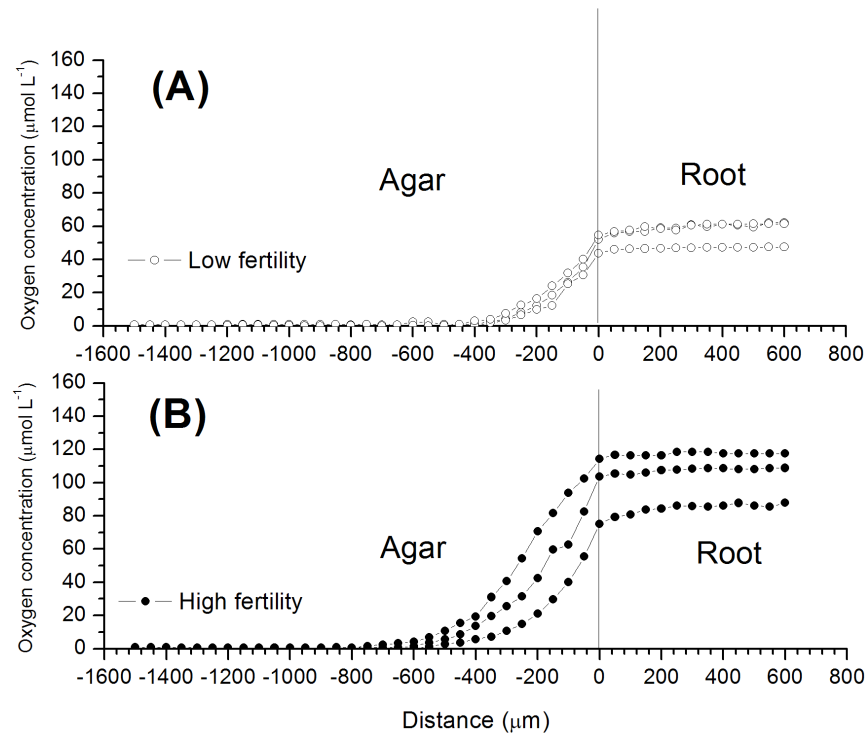 (A)
Oxygen concentration (μmol L⁻¹)
160
140
120
100
80
60
40
20
0
Agar
Root
Low fertility
-1600 -1400 -1200 -1000 -800 -600 -400 -200 0 200 400 600 800
(B)
Oxygen concentration (μmol L⁻¹)
160
140
120
100
80
60
40
20
0
Agar
Root
High fertility
-1600 -1400 -1200 -1000 -800 -600 -400 -200 0 200 400 600 800
Distance (μm)